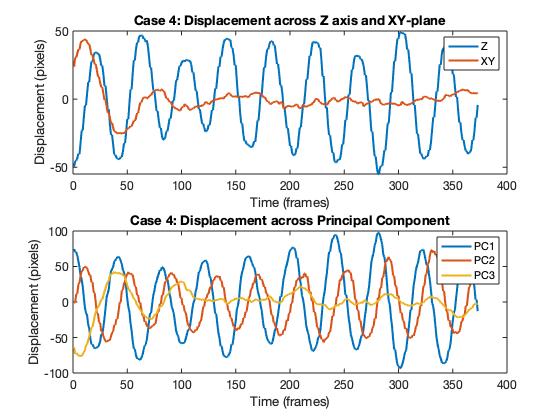 Case 4: Displacement across Z axis and XY-plane
50
0
-50
Displacement (pixels)
Z
XY
0 50 100 150 200 250 300 350 400
Time (frames)
Case 4: Displacement across Principal Component
100
50
0
-50
-100
Displacement (pixels)
PC1
PC2
PC3
0 50 100 150 200 250 300 350 400
Time (frames)